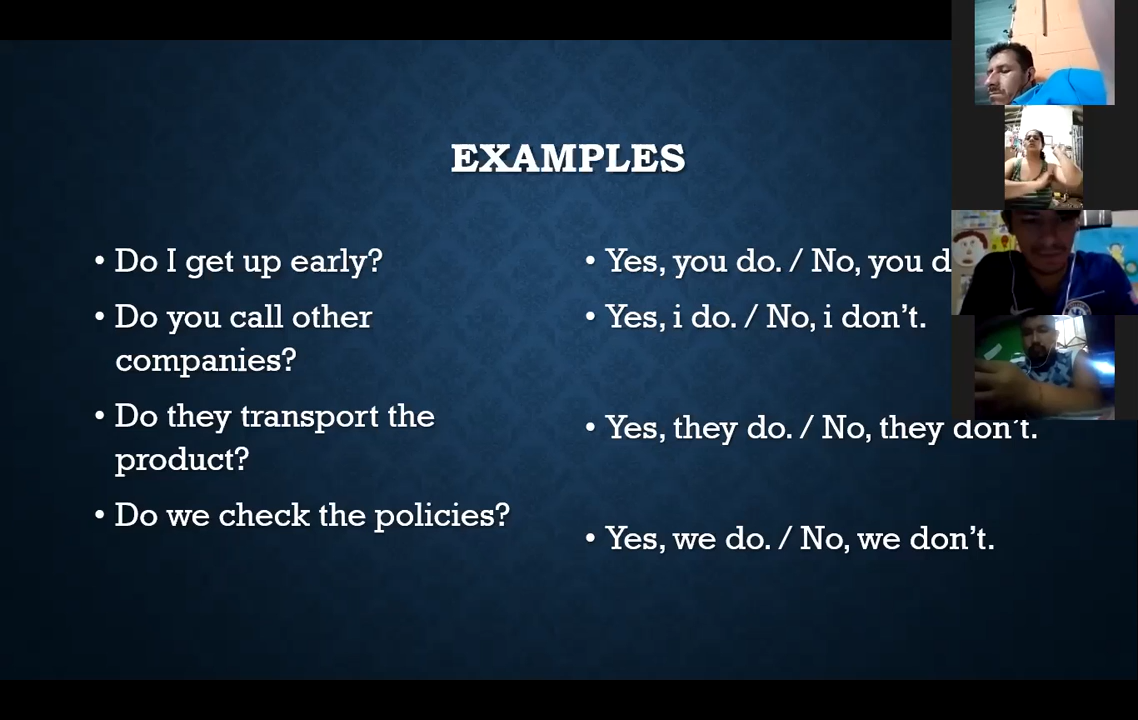 EXAMPLES
• Do I get up early?
• Do you call other
companies?
• Do they transport the
product?
• Do we check the policies?
• Yes, you do. / No, you
• Yes, i do. / No, i don’t.
• Yes, they do. / No, they don´t.
• Yes, we do. / No, we don’t.